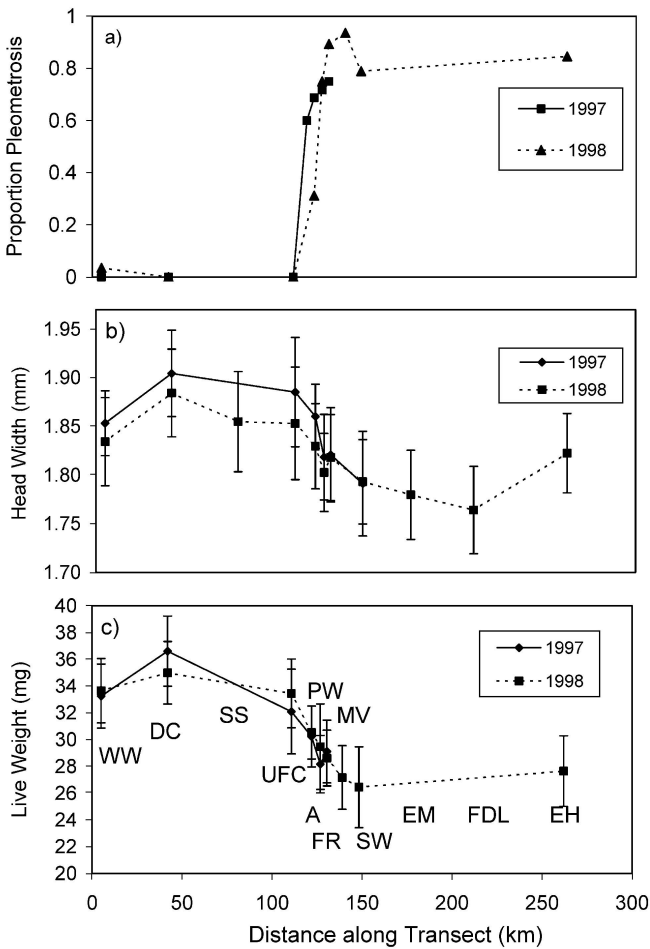 a)
Proportion Pleometrosis
1
0.8
0.6
0.4
0.2
0
1997
1998
b)
Head Width (mm)
1.95
1.90
1.85
1.80
1.75
1.70
1997
1998
c)
Live Weight (mg)
40
38
36
34
32
30
28
26
24
22
20
1997
1998
WW
DC
SS
UFC
PW
MV
A
FR
SW
EM
FDL
EH
0 50 100 150 200 250 300
Distance along Transect (km)